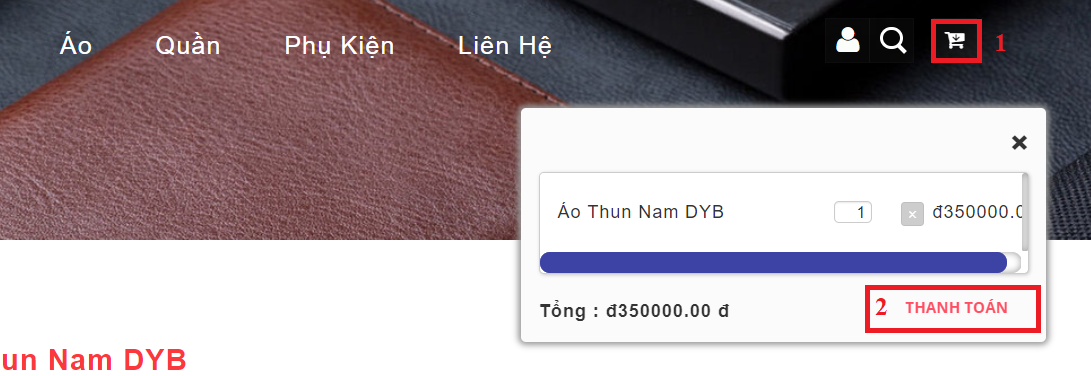 Áo Quần Phụ Kiện Liên Hệ 1
×
Áo Thun Nam DYB 1 × đ350000.0
Tổng : đ350000.00 đ 2 THANH TOÁN
un Nam DYB